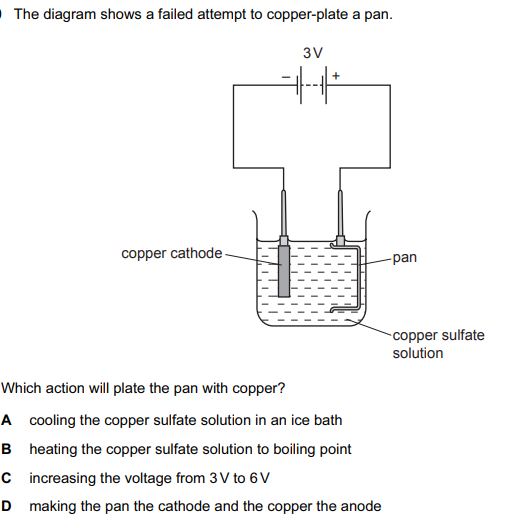 The diagram shows a failed attempt to copper-plate a pan.
3 V
– +
copper cathode
pan
copper sulfate
solution
Which action will plate the pan with copper?
A cooling the copper sulfate solution in an ice bath
B heating the copper sulfate solution to boiling point
C increasing the voltage from 3 V to 6 V
D making the pan the cathode and the copper the anode